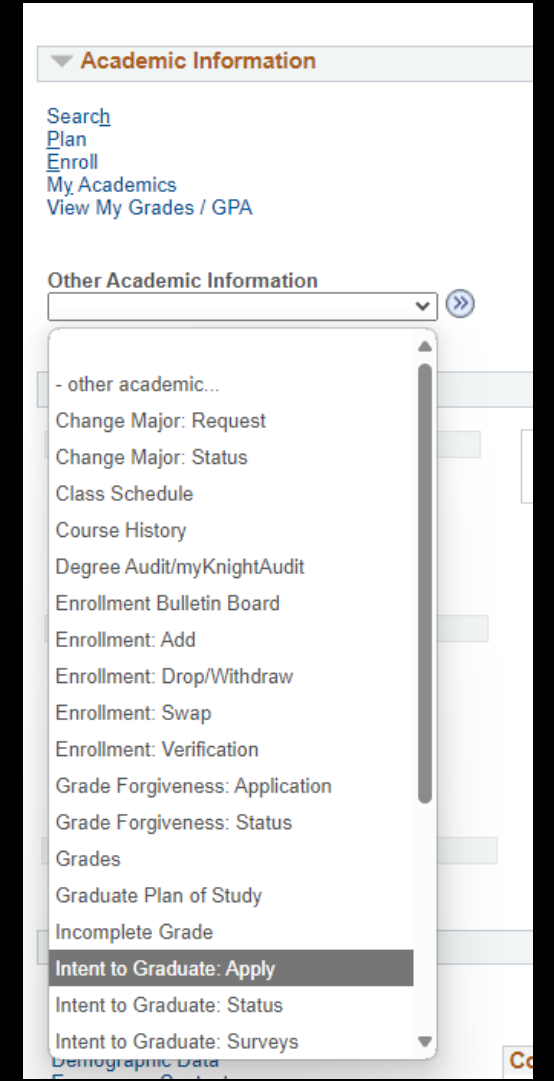 Academic Information
Search
Plan
Enroll
My Academics
View My Grades / GPA
Other Academic Information
- other academic...
Change Major: Request
Change Major: Status
Class Schedule
Course History
Degree Audit/myKnightAudit
Enrollment Bulletin Board
Enrollment: Add
Enrollment: Drop/Withdraw
Enrollment: Swap
Enrollment: Verification
Grade Forgiveness: Application
Grade Forgiveness: Status
Grades
Graduate Plan of Study
Incomplete Grade
Intent to Graduate: Apply
Intent to Graduate: Status
Intent to Graduate: Surveys
Demographic Data